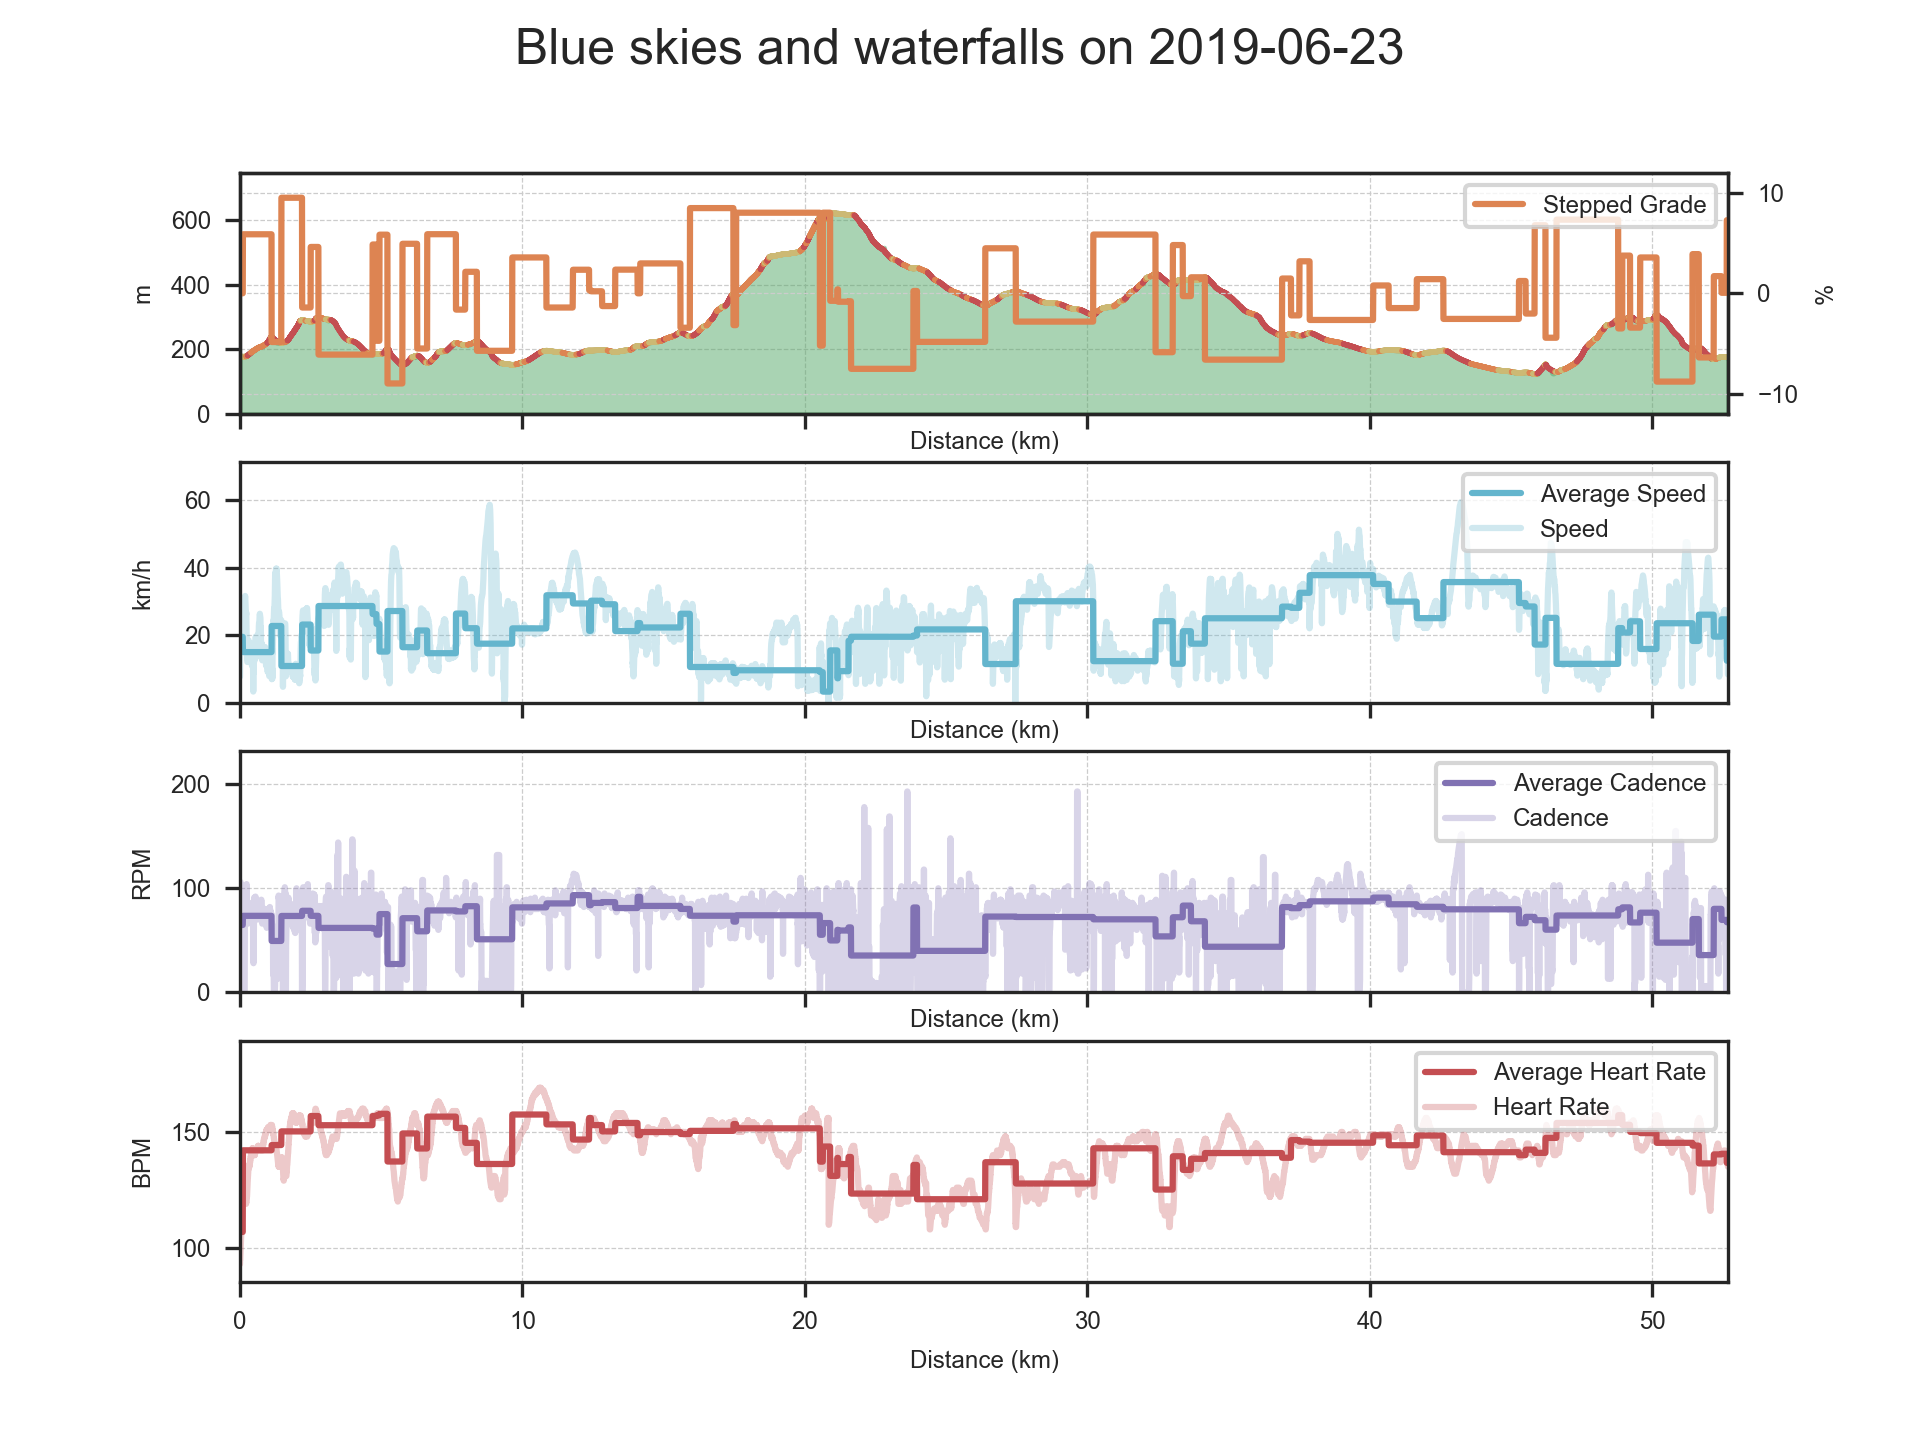 Blue skies and waterfalls on 2019-06-23
Stepped Grade
600
400
200
0
m
10
0
−10
%
Distance (km)
Average Speed
Speed
60
40
20
0
km/h
Distance (km)
Average Cadence
Cadence
200
100
0
RPM
Distance (km)
Average Heart Rate
Heart Rate
150
100
BPM
0 10 20 30 40 50
Distance (km)